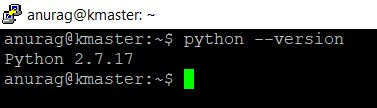 anurag@kmaster: ~
anurag@kmaster:~$ python --version
Python 2.7.17
anurag@kmaster:~$